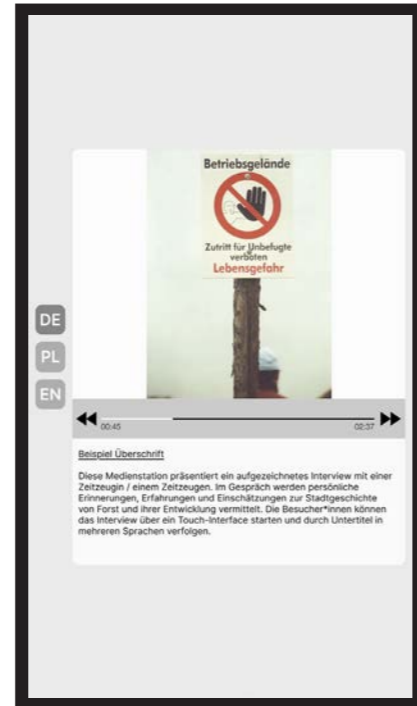 Betriebsgelände
Zutritt für Unbefugte
verboten
Lebensgefahr
DE
PL
EN
00:45
02:37
Beispiel Überschrift
Diese Medienstation präsentiert ein aufgezeichnetes Interview mit einer
Zeitzeugin / einem Zeitzeugen. Im Gespräch werden persönliche
Erinnerungen, Erfahrungen und Einschätzungen zur Stadtgeschichte
von Forst und ihrer Entwicklung vermittelt. Die Besucher*innen können
das Interview über ein Touch-Interface starten und durch Untertitel in
mehreren Sprachen verfolgen.